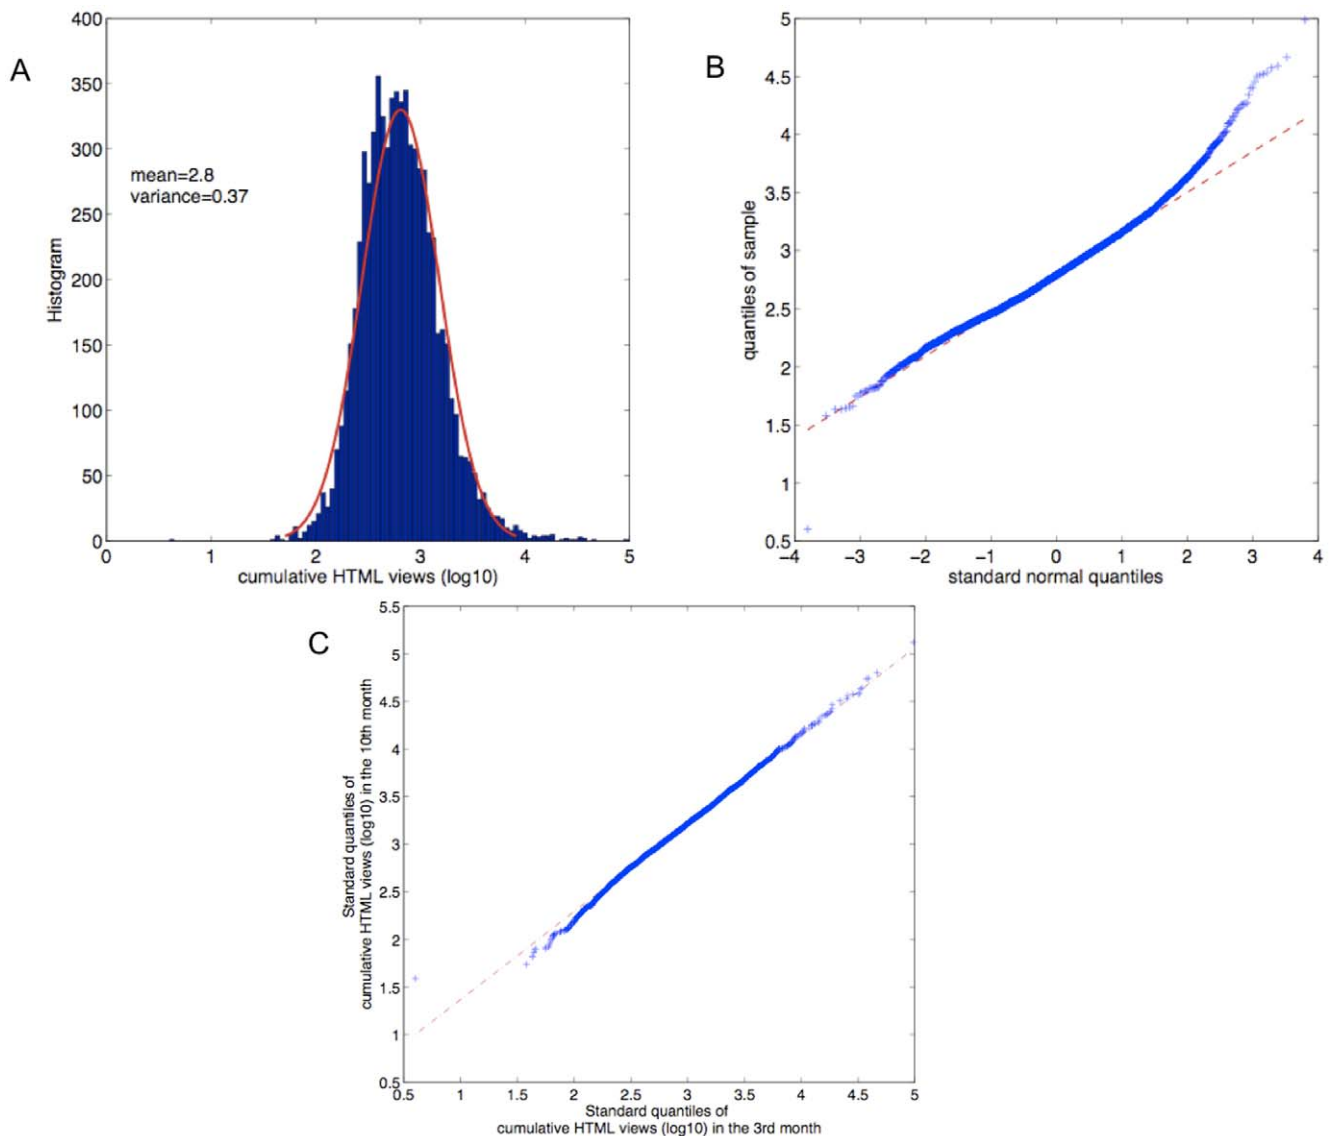 A
400
350
300
250
200
150
100
50
0
Histogram
mean=2.8
variance=0.37
0 1 2 3 4 5
cumulative HTML views (log10)
B
5
4.5
4
3.5
3
2.5
2
1.5
1
0.5
quantiles of sample
−4 −3 −2 −1 0 1 2 3 4
standard normal quantiles
C
5.5
5
4.5
4
3.5
3
2.5
2
1.5
1
0.5
Standard quantiles of
cumulative HTML views (log10) in the 10th month
0.5 1 1.5 2 2.5 3 3.5 4 4.5 5
Standard quantiles of
cumulative HTML views (log10) in the 3rd month